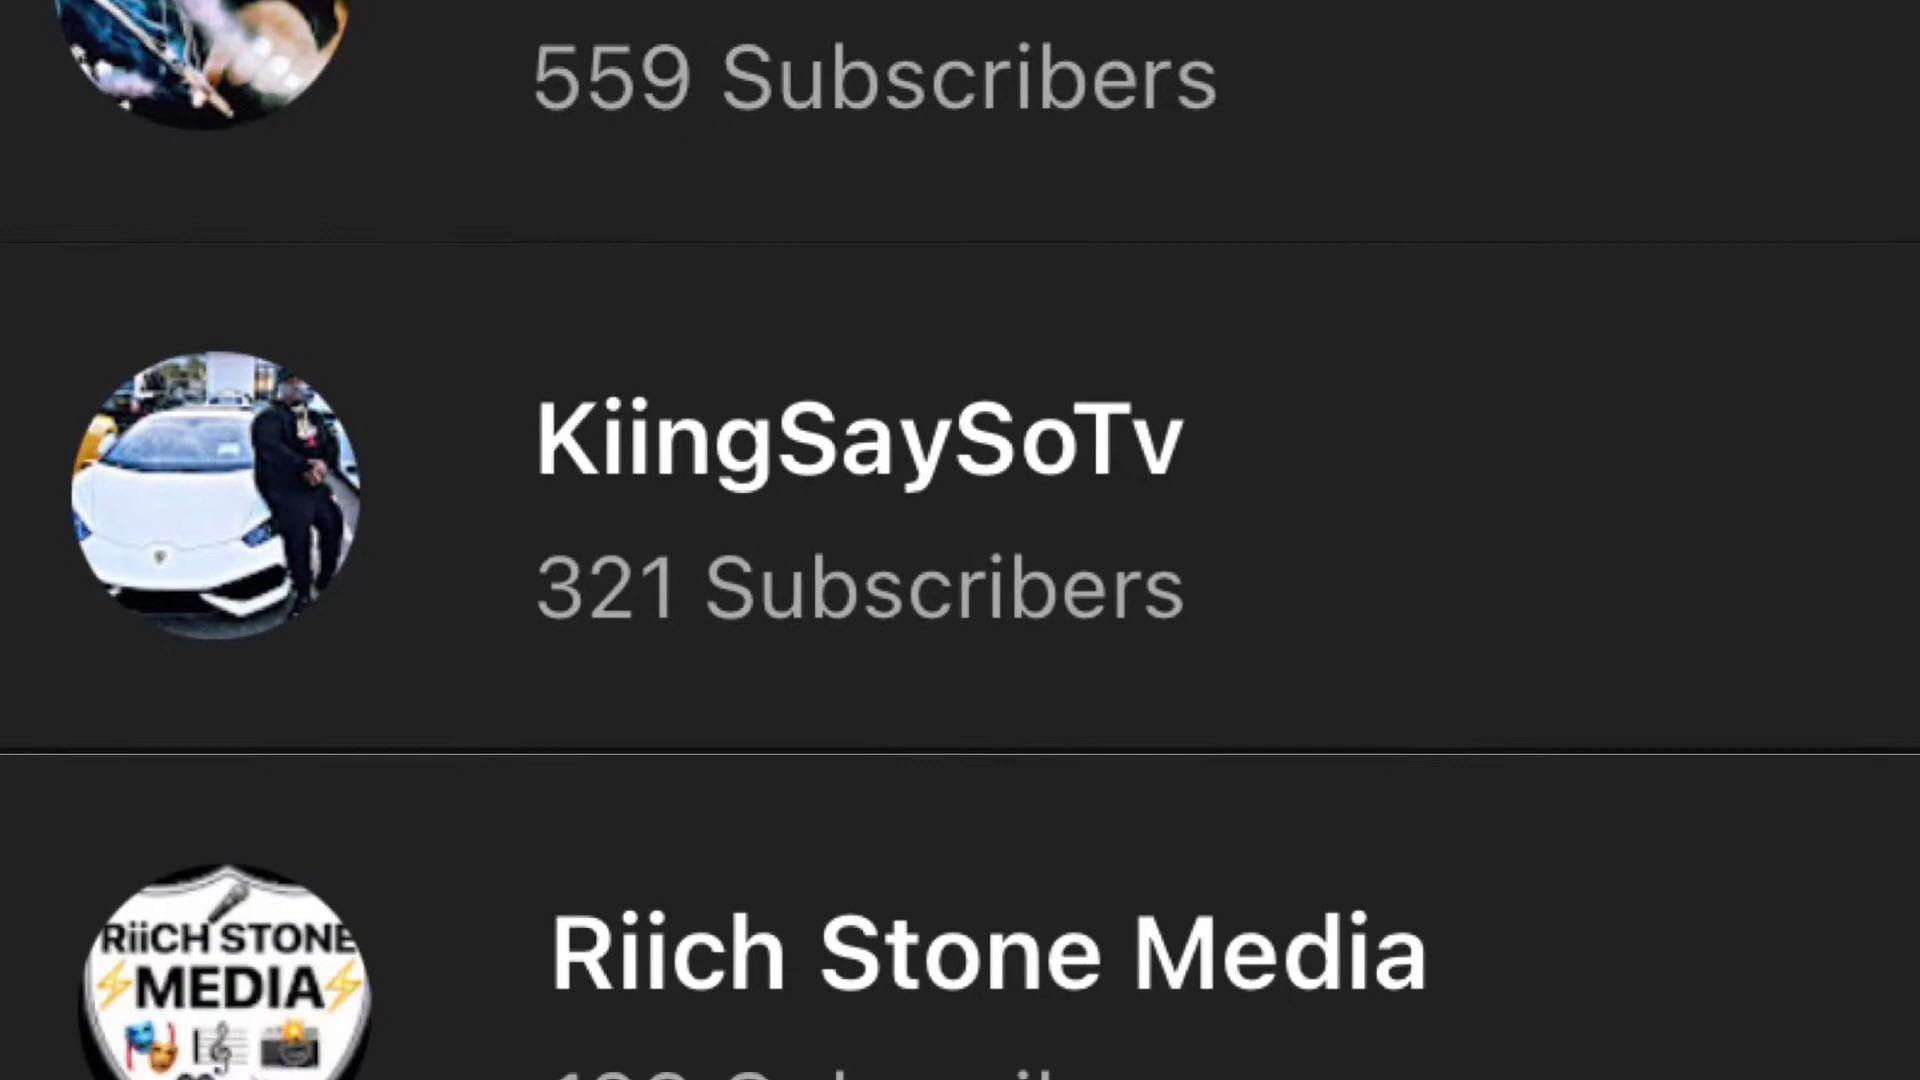 559 Subscribers
KiingSaySoTv
321 Subscribers
Riich Stone Media
RiiCH STONE
MEDIA